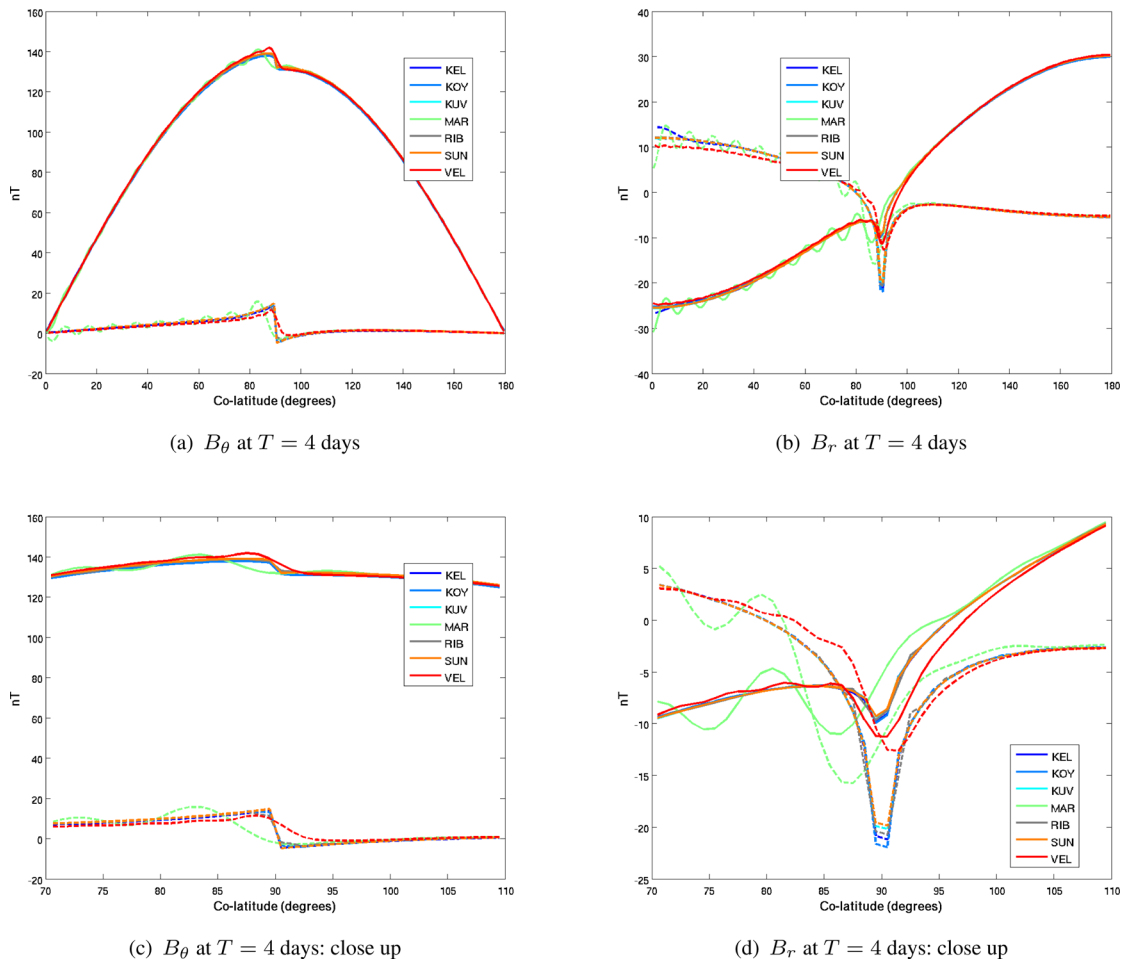 160
140
120
100
80
60
40
20
0
-20
nT
0 20 40 60 80 100 120 140 160 180
Co-latitude (degrees)
KEL
KOY
KUV
MAR
RIB
SUN
VEL
(a) B_θ at T = 4 days
40
30
20
10
0
-10
-20
-30
-40
nT
0 20 40 60 80 100 120 140 160 180
Co-latitude (degrees)
KEL
KOY
KUV
MAR
RIB
SUN
VEL
(b) B_r at T = 4 days
160
140
120
100
80
60
40
20
0
-20
nT
70 75 80 85 90 95 100 105 110
Co-latitude (degrees)
KEL
KOY
KUV
MAR
RIB
SUN
VEL
(c) B_θ at T = 4 days: close up
10
5
0
-5
-10
-15
-20
-25
nT
70 75 80 85 90 95 100 105 110
Co-latitude (degrees)
KEL
KOY
KUV
MAR
RIB
SUN
VEL
(d) B_r at T = 4 days: close up